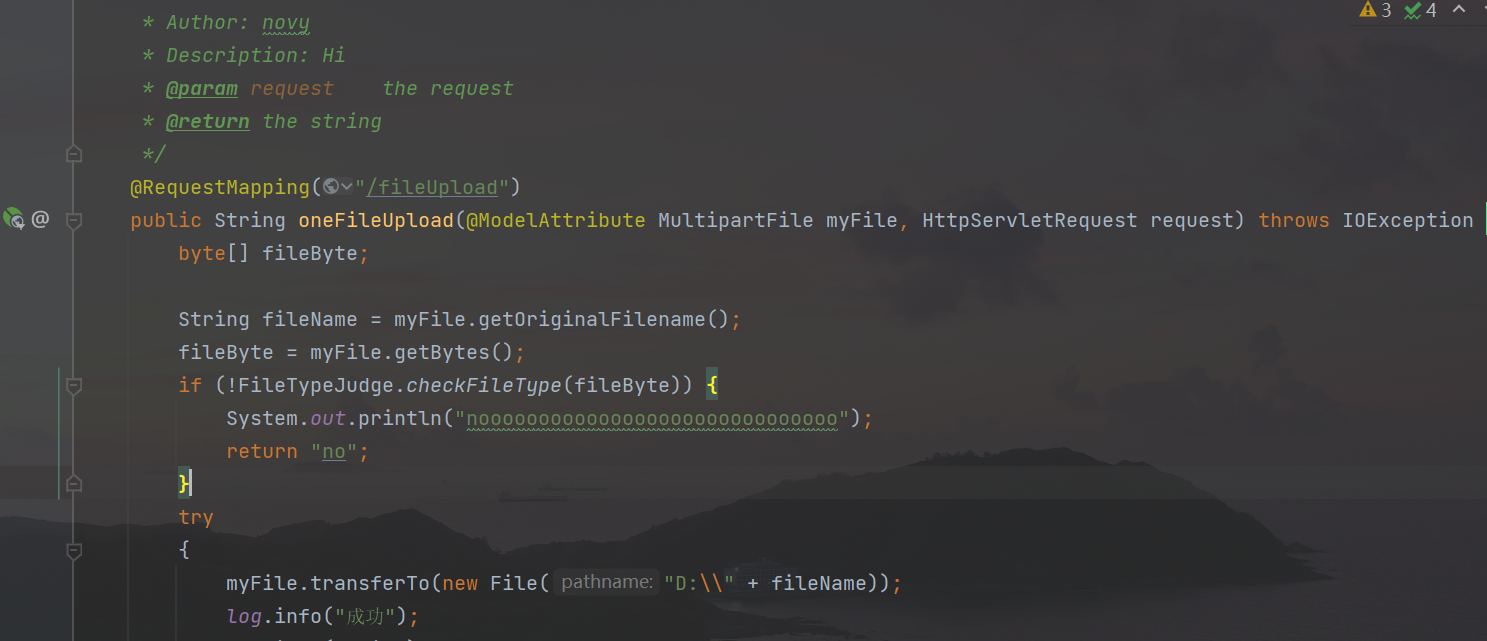 3 4
* Author: novy
* Description: Hi
* @param request the request
* @return the string
*/
@RequestMapping("/fileUpload")
public String oneFileUpload(@ModelAttribute MultipartFile myFile, HttpServletRequest request) throws IOException
byte[] fileByte;
String fileName = myFile.getOriginalFilename();
fileByte = myFile.getBytes();
if (!FileTypeJudge.checkFileType(fileByte)) {
System.out.println("noooooooooooooooooooooooooooooo");
return "no";
}
try
{
myFile.transferTo(new File( pathname: "D:\\" + fileName));
log.info("成功");